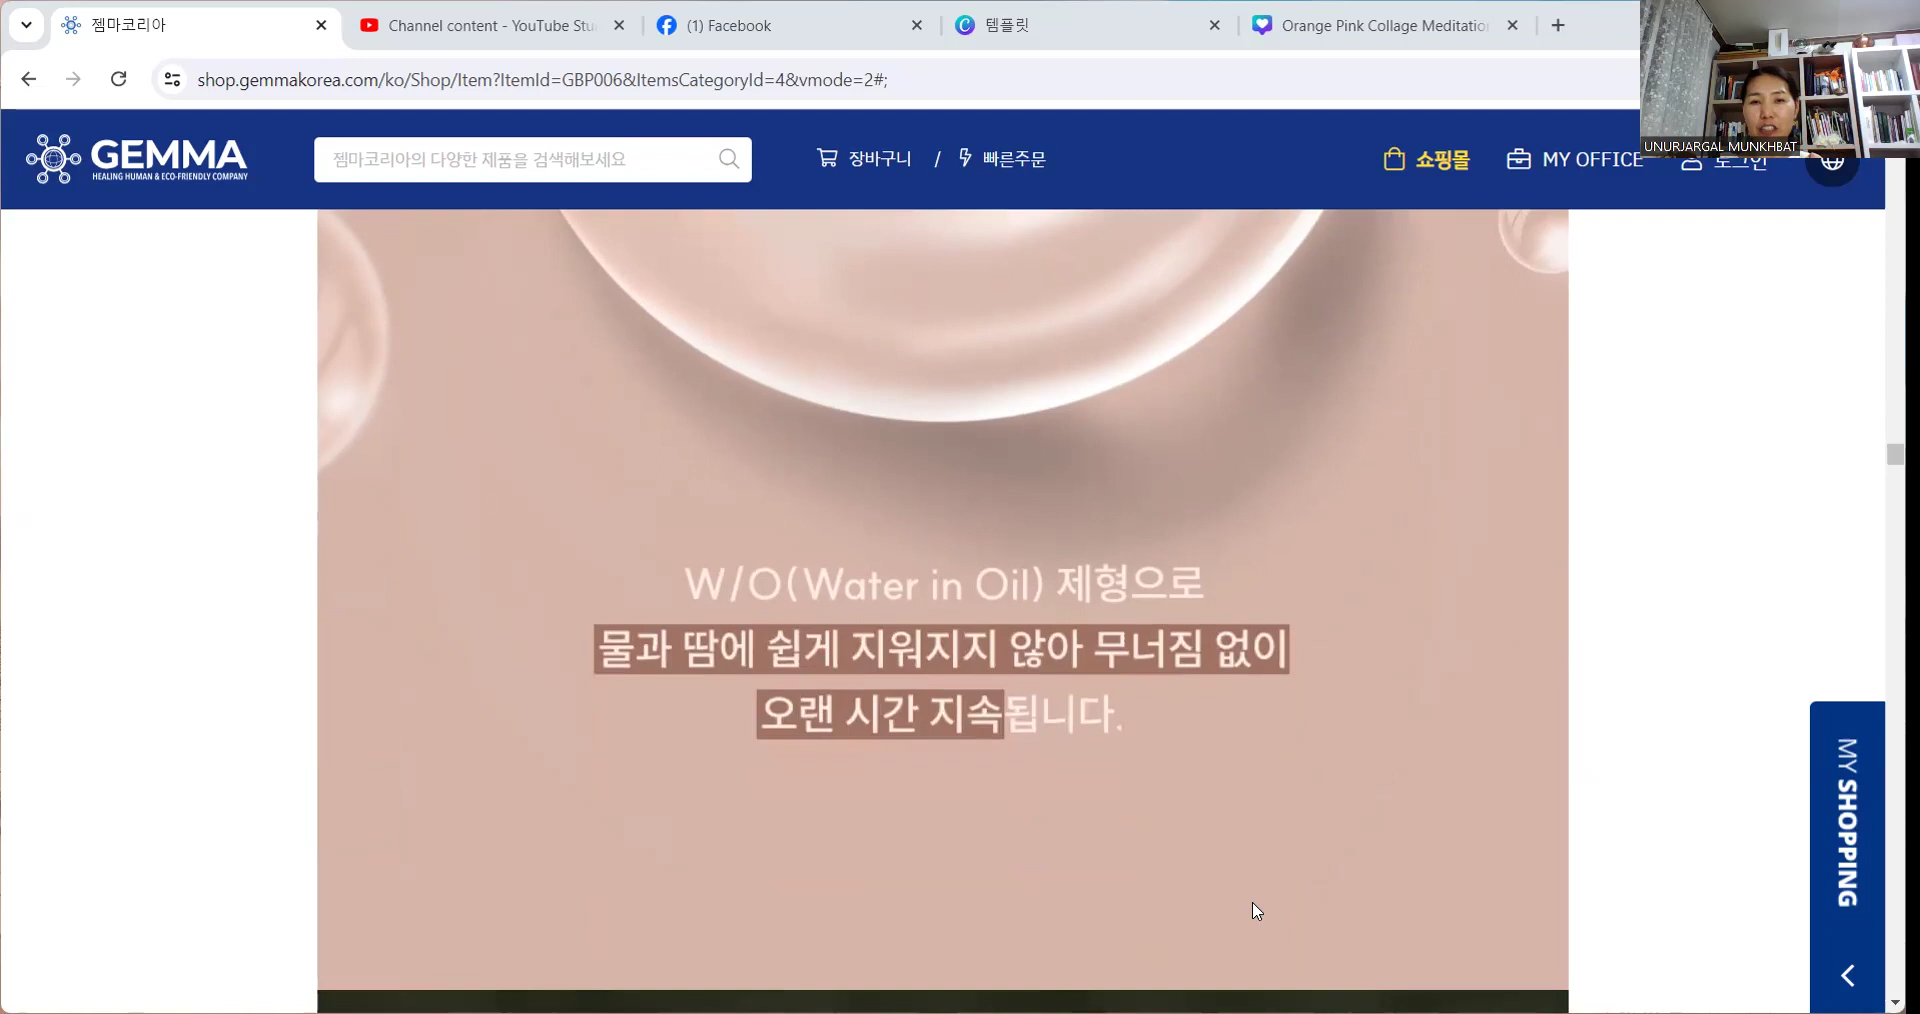 젬마코리아
Channel content - YouTube Stu
(1) Facebook
템플릿
Orange Pink Collage Meditatio
shop.gemmakorea.com/ko/Shop/Item?ItemId=GBP006&ItemsCategoryId=4&vmode=2#;
UNURJARGAL MUNKHBAT
GEMMA
HEALING HUMAN & ECO-FRIENDLY COMPANY
젬마코리아의 다양한 제품을 검색해보세요
장바구니 / 빠른주문
쇼핑몰
MY OFFICE
로그인
W/O(Water in Oil) 제형으로
물과 땀에 쉽게 지워지지 않아 무너짐 없이
오랜 시간 지속됩니다.
MY SHOPPING